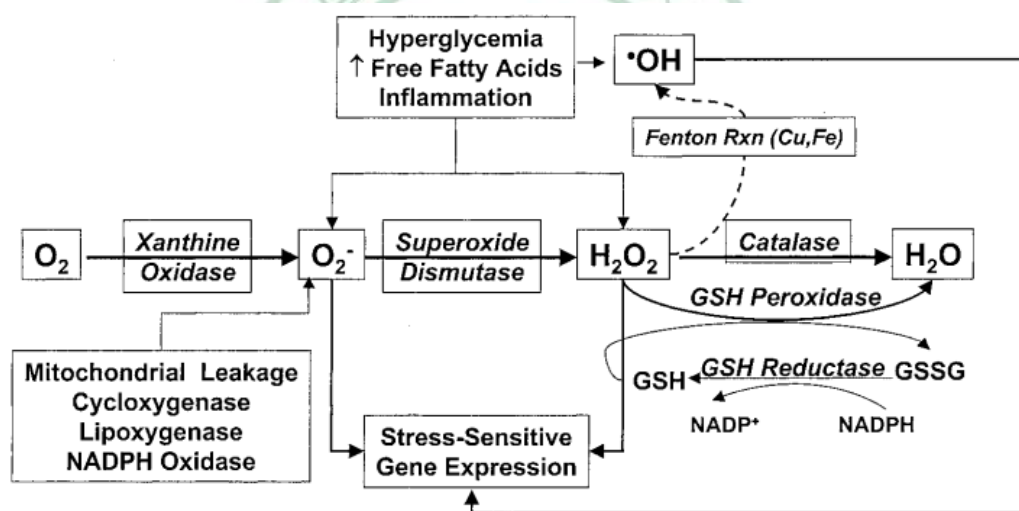 Hyperglycemia
↑ Free Fatty Acids
Inflammation
•OH
Fenton Rxn (Cu,Fe)
O₂
Xanthine
Oxidase
O₂⁻
Superoxide
Dismutase
H₂O₂
Catalase
H₂O
GSH Peroxidase
GSH
GSH Reductase
GSSG
NADP⁺
NADPH
Mitochondrial Leakage
Cycloxygenase
Lipoxygenase
NADPH Oxidase
Stress-Sensitive
Gene Expression